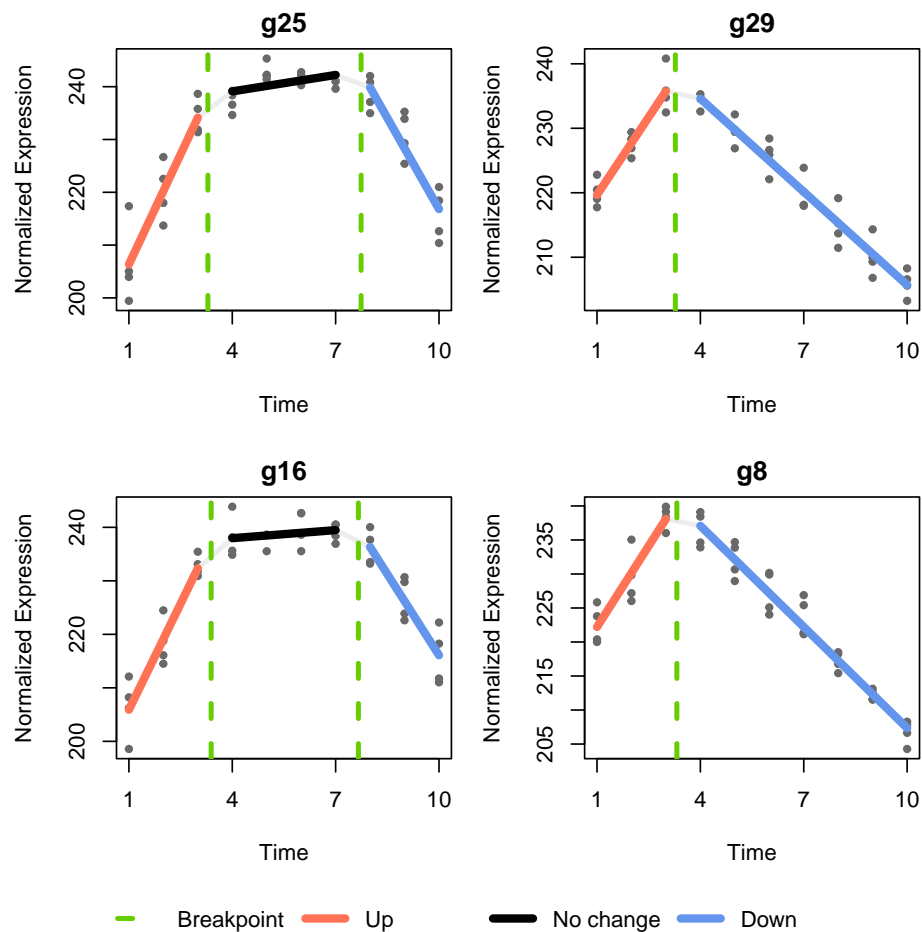 g25
Normalized Expression
200
220
240
1 4 7 10
Time
g29
Normalized Expression
210
220
230
240
1 4 7 10
Time
g16
Normalized Expression
200
220
240
1 4 7 10
Time
g8
Normalized Expression
205
215
225
235
1 4 7 10
Time
Breakpoint Up No change Down